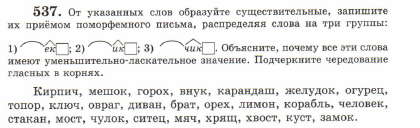 537. От указанных слов образуйте существительные, запишите
их приёмом поморфемного письма, распределяя слова на три группы:
1) ек; 2) ик; 3) чик. Объясните, почему все эти слова
имеют уменьшительно-ласкательное значение. Подчеркните чередование
гласных в корнях.
Кирпич, мешок, горох, внук, карандаш, желудок, огурец,
топор, ключ, овраг, диван, брат, орех, лимон, корабль, человек,
стакан, мост, чулок, ситец, мяч, хрящ, хвост, куст, замок.